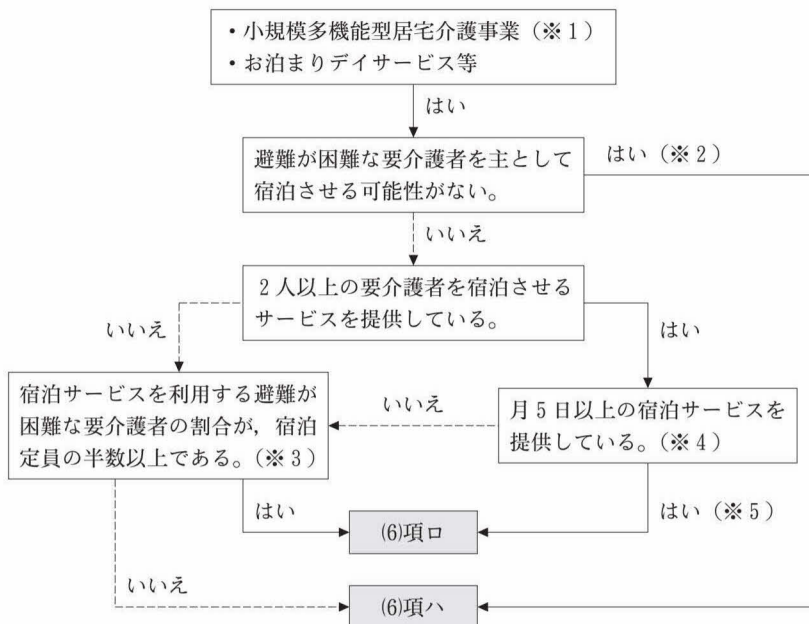 ・小規模多機能型居宅介護事業（※1）
・お泊まりデイサービス等
はい
避難が困難な要介護者を主として
宿泊させる可能性がない。
はい（※2）
いいえ
2人以上の要介護者を宿泊させる
サービスを提供している。
いいえ
はい
宿泊サービスを利用する避難が
困難な要介護者の割合が，宿泊
定員の半数以上である。（※3）
いいえ
月5日以上の宿泊サービスを
提供している。（※4）
はい
はい（※5）
⑹項ロ
いいえ
⑹項ハ